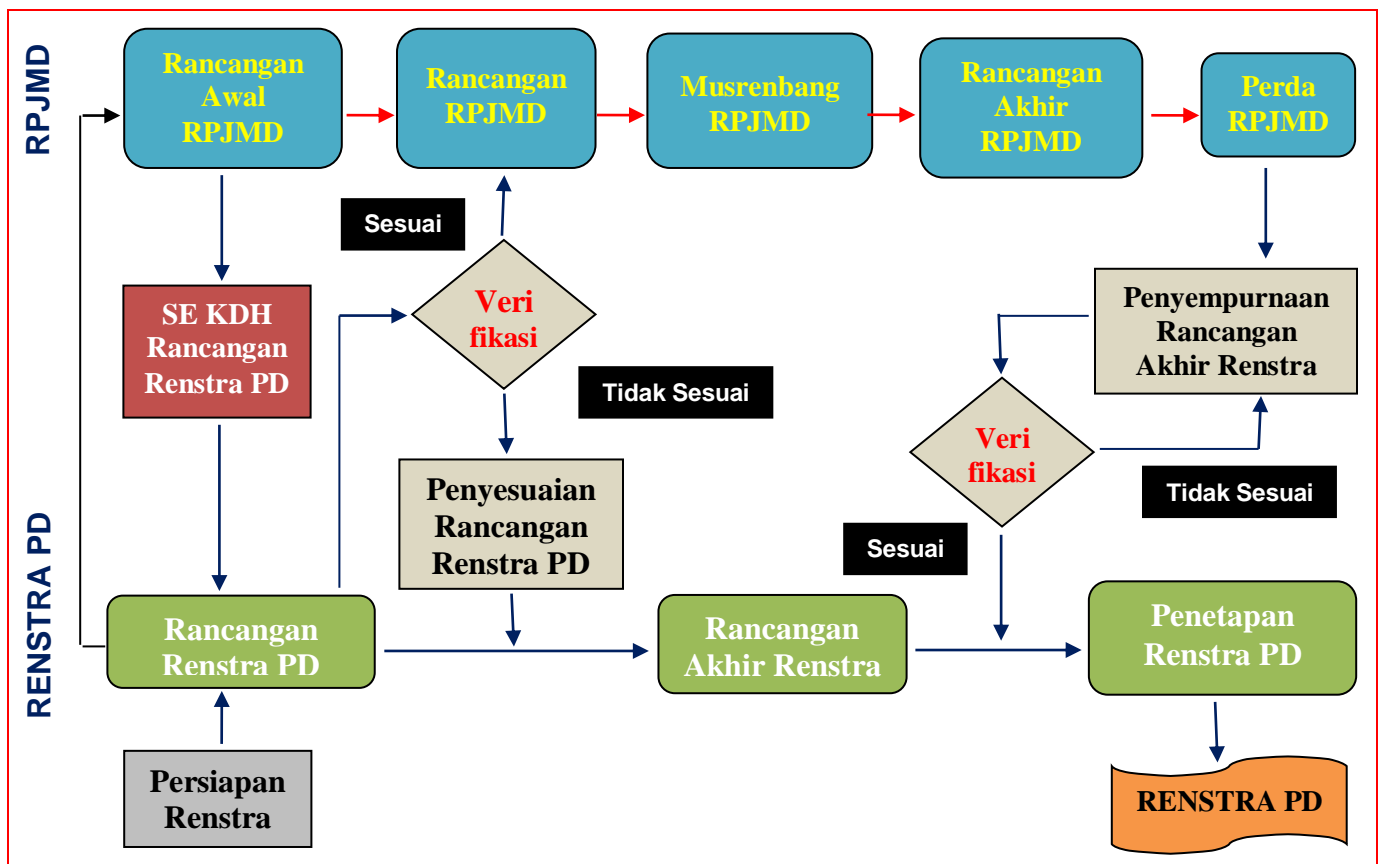 RPJMD
Rancangan
Awal
RPJMD
Rancangan
RPJMD
Musrenbang
RPJMD
Rancangan
Akhir
RPJMD
Perda
RPJMD
Sesuai
SE KDH
Rancangan
Renstra PD
Veri
fikasi
Tidak Sesuai
Penyesuaian
Rancangan
Renstra PD
Penyempurnaan
Rancangan
Akhir Renstra
Veri
fikasi
Tidak Sesuai
Sesuai
RENSTRA PD
Rancangan
Renstra PD
Rancangan
Akhir Renstra
Penetapan
Renstra PD
Persiapan
Renstra
RENSTRA PD